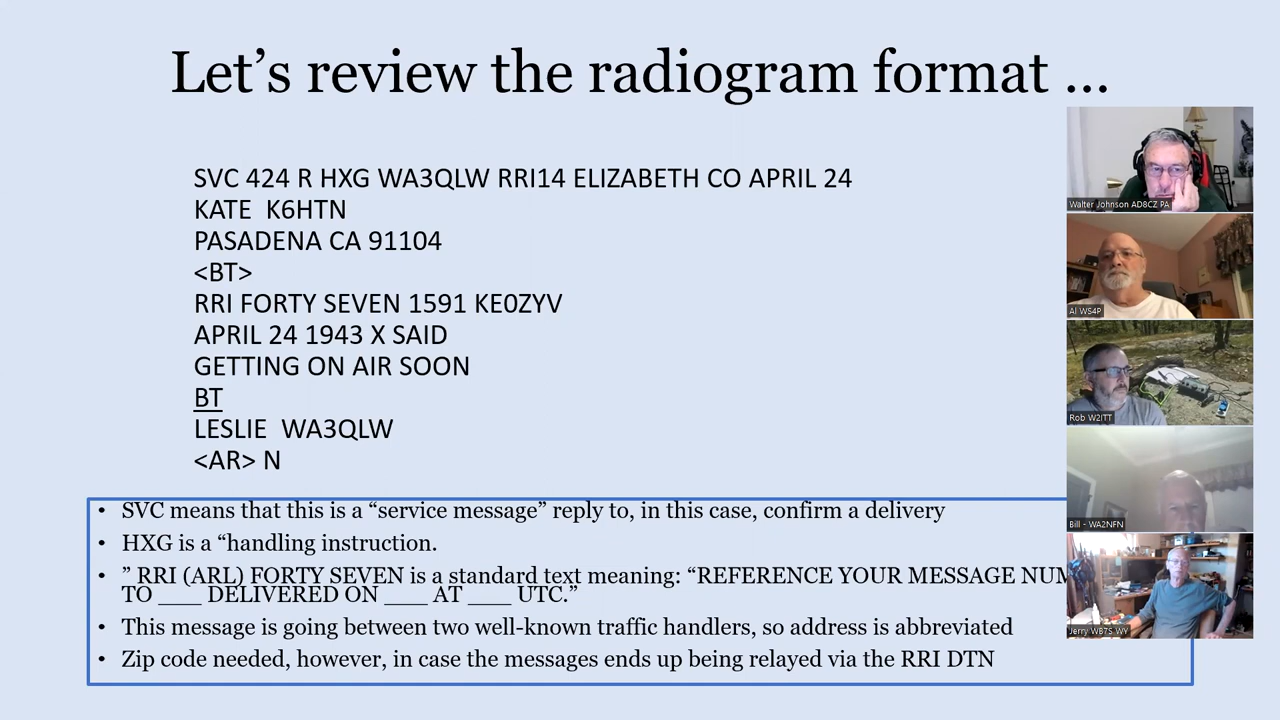 Let’s review the radiogram format ...
SVC 424 R HXG WA3QLW RRI14 ELIZABETH CO APRIL 24
KATE K6HTN
PASADENA CA 91104
<BT>
RRI FORTY SEVEN 1591 KE0ZYV
APRIL 24 1943 X SAID
GETTING ON AIR SOON
BT
LESLIE WA3QLW
<AR> N
• SVC means that this is a “service message” reply to, in this case, confirm a delivery
• HXG is a “handling instruction.
• ” RRI (ARL) FORTY SEVEN is a standard text meaning: “REFERENCE YOUR MESSAGE
TO ___ DELIVERED ON ___ AT ___ UTC.”
• This message is going between two well-known traffic handlers, so address is abbreviated
• Zip code needed, however, in case the messages ends up being relayed via the RRI DTN
Walter Johnson AD8CZ PA
Al WS4P
Rob W2ITT
Bill - WA2NFN
Jerry WB7S WY